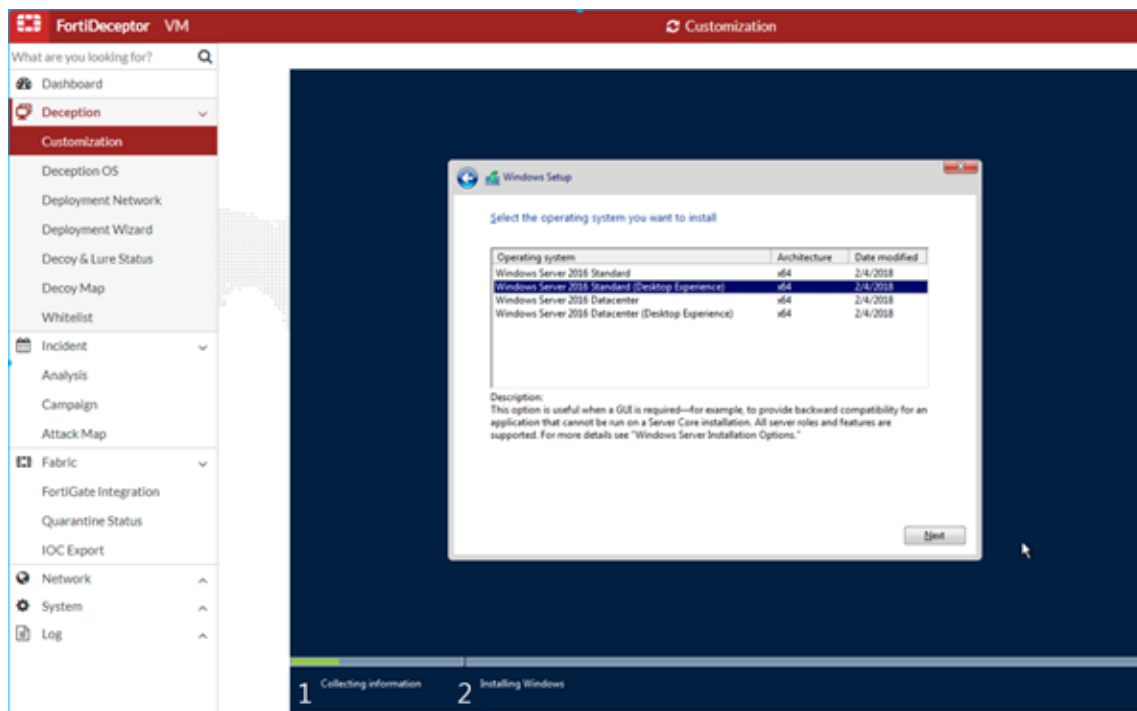 FortiDeceptor VM
Customization
What are you looking for?
Dashboard
Deception
Customization
Deception OS
Deployment Network
Deployment Wizard
Decoy & Lure Status
Decoy Map
Whitelist
Incident
Analysis
Campaign
Attack Map
Fabric
FortiGate Integration
Quarantine Status
IOC Export
Network
System
Log
Windows Setup
Select the operating system you want to install
Operating system Architecture Date modified
Windows Server 2016 Standard x64 2/4/2018
Windows Server 2016 Standard (Desktop Experience) x64 2/4/2018
Windows Server 2016 Datacenter x64 2/4/2018
Windows Server 2016 Datacenter (Desktop Experience) x64 2/4/2018
Description:
This option is useful when a GUI is required—for example, to provide backward compatibility for an
application that cannot be run on a Server Core installation. All server roles and features are
supported. For more details see "Windows Server Installation Options."
Next
1 Collecting information 2 Installing Windows